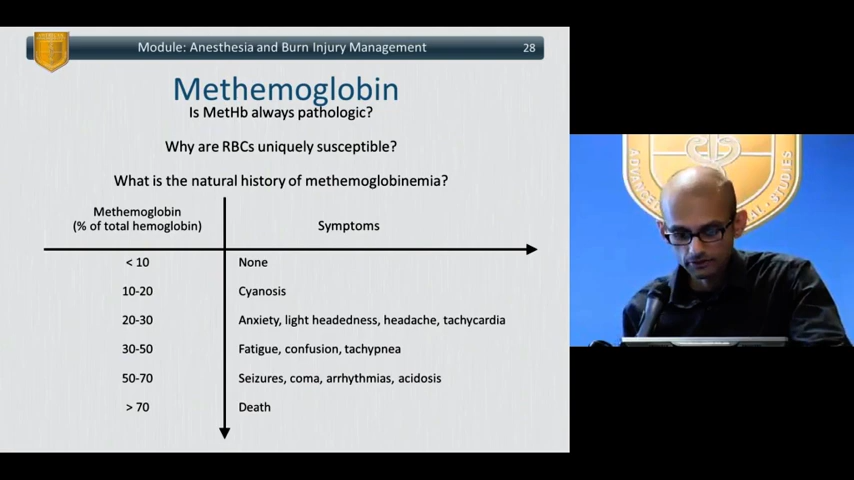 Module: Anesthesia and Burn Injury Management 28
Methemoglobin
Is MetHb always pathologic?
Why are RBCs uniquely susceptible?
What is the natural history of methemoglobinemia?
Methemoglobin
(% of total hemoglobin)
Symptoms
< 10 None
10-20 Cyanosis
20-30 Anxiety, light headedness, headache, tachycardia
30-50 Fatigue, confusion, tachypnea
50-70 Seizures, coma, arrhythmias, acidosis
> 70 Death
STUDIES